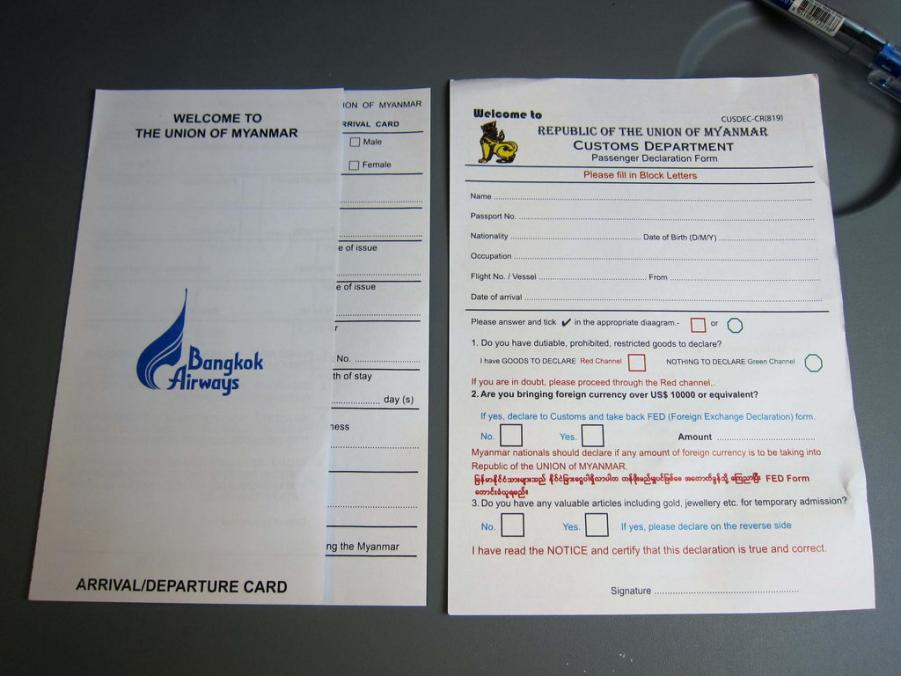 WELCOME TO
THE UNION OF MYANMAR
Bangkok
Airways
ARRIVAL/DEPARTURE CARD
ION OF MYANMAR
RRIVAL CARD
Male
Female
e of issue
e of issue
r
No.
th of stay
day (s)
ness
ng the Myanmar
Welcome to
CUSDEC-CR(819)
REPUBLIC OF THE UNION OF MYANMAR
CUSTOMS DEPARTMENT
Passenger Declaration Form
Please fill in Block Letters
Name
Passport No.
Nationality Date of Birth (D/M/Y)
Occupation
Flight No. / Vessel From
Date of arrival
Please answer and tick ✔ in the appropriate diaagram.- or
1. Do you have dutiable, prohibited, restricted goods to declare?
I have GOODS TO DECLARE Red Channel NOTHING TO DECLARE Green Channel
If you are in doubt, please proceed through the Red channel,.
2. Are you bringing foreign currency over US$ 10000 or equivalent?
If yes, declare to Customs and take back FED (Foreign Exchange Declaration) form.
No. Yes. Amount
Myanmar nationals should declare if any amount of foreign currency is to be taking into
Republic of the UNION OF MYANMAR.
FED Form
3. Do you have any valuable articles including gold, jewellery etc. for temporary admission?
No. Yes. If yes, please declare on the reverse side
I have read the NOTICE and certify that this declaration is true and correct.
Signature